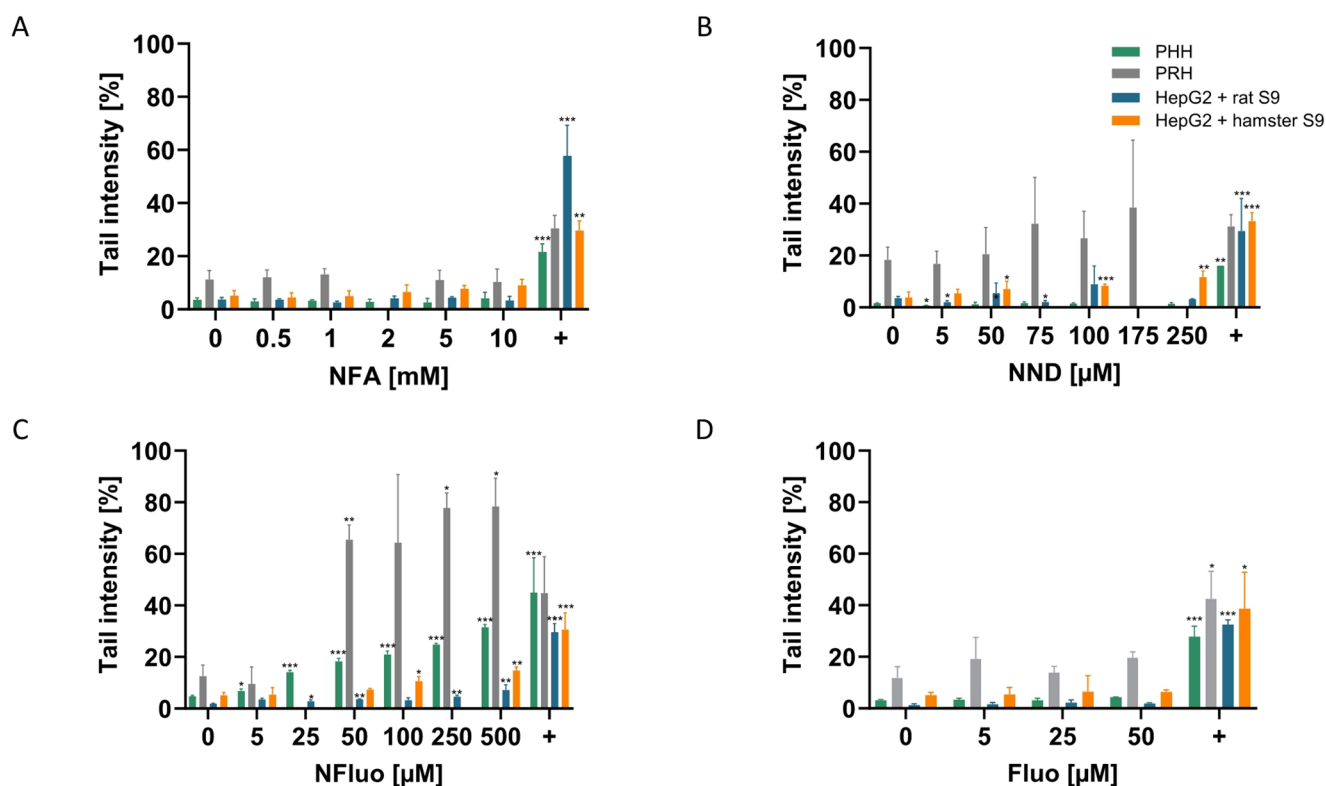 A
Tail intensity [%]
100
80
60
40
20
0
*** *** **
0 0.5 1 2 5 10 +
NFA [mM]
B
PHH
PRH
HepG2 + rat S9
HepG2 + hamster S9
Tail intensity [%]
100
80
60
40
20
0
* * * * * *** ** ** *** ***
0 5 50 75 100 175 250 +
NND [µM]
C
Tail intensity [%]
100
80
60
40
20
0
* *** * *** ** ** *** * *** * ** *** * ** ** *** *** ***
0 5 25 50 100 250 500 +
NFluo [µM]
D
Tail intensity [%]
100
80
60
40
20
0
*** * *** *
0 5 25 50 +
Fluo [µM]